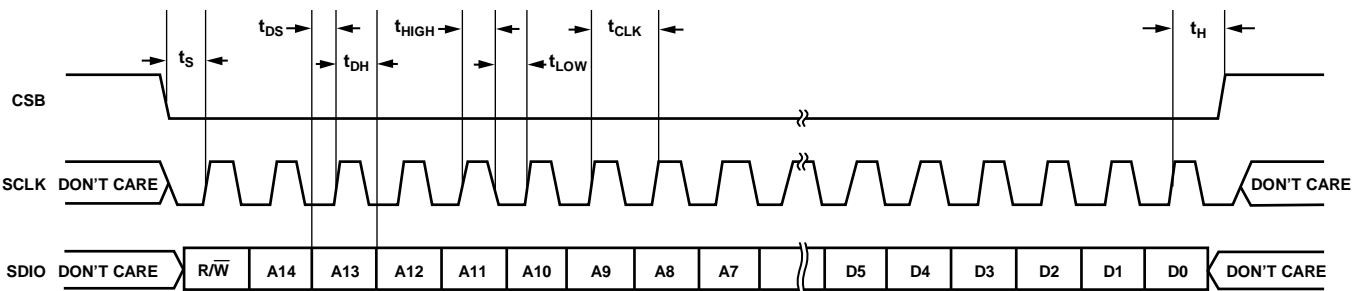 tDS
tHIGH
tCLK
tH
tS
tDH
tLOW
CSB
SCLK DON'T CARE DON'T CARE
SDIO DON'T CARE R/W̅ A14 A13 A12 A11 A10 A9 A8 A7 D5 D4 D3 D2 D1 D0 DON'T CARE